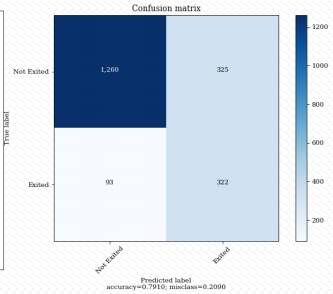 Confusion matrix
True label
Not Exited
1,260
325
Exited
93
322
Not Exited
Exited
Predicted label
accuracy=0.7910; misclass=0.2090
1200
1000
800
600
400
200